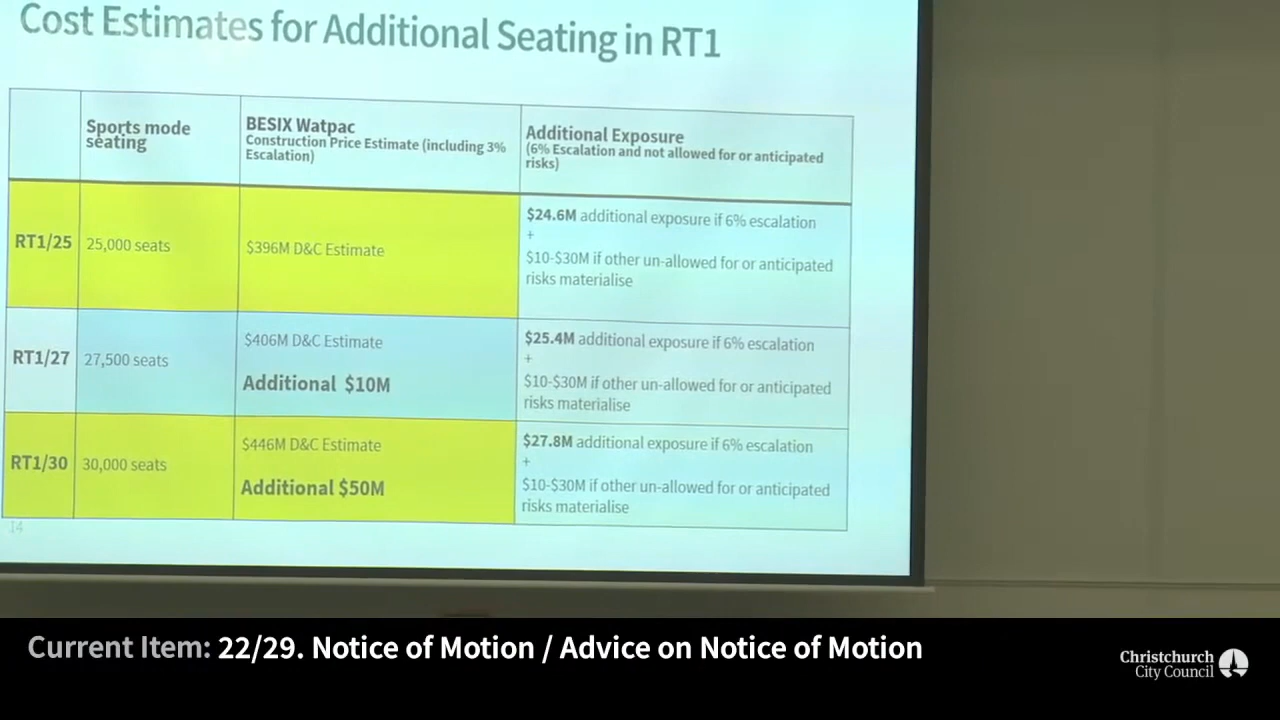 Cost Estimates for Additional Seating in RT1
Sports mode
seating
BESIX Watpac
Construction Price Estimate (including 3%
Escalation)
Additional Exposure
(6% Escalation and not allowed for or anticipated
risks)
RT1/25
25,000 seats
$396M D&C Estimate
$24.6M additional exposure if 6% escalation
+
$10-$30M if other un-allowed for or anticipated
risks materialise
RT1/27
27,500 seats
$406M D&C Estimate
Additional $10M
$25.4M additional exposure if 6% escalation
+
$10-$30M if other un-allowed for or anticipated
risks materialise
RT1/30
30,000 seats
$446M D&C Estimate
Additional $50M
$27.8M additional exposure if 6% escalation
+
$10-$30M if other un-allowed for or anticipated
risks materialise
14
Current Item: 22/29. Notice of Motion / Advice on Notice of Motion
Christchurch
City Council